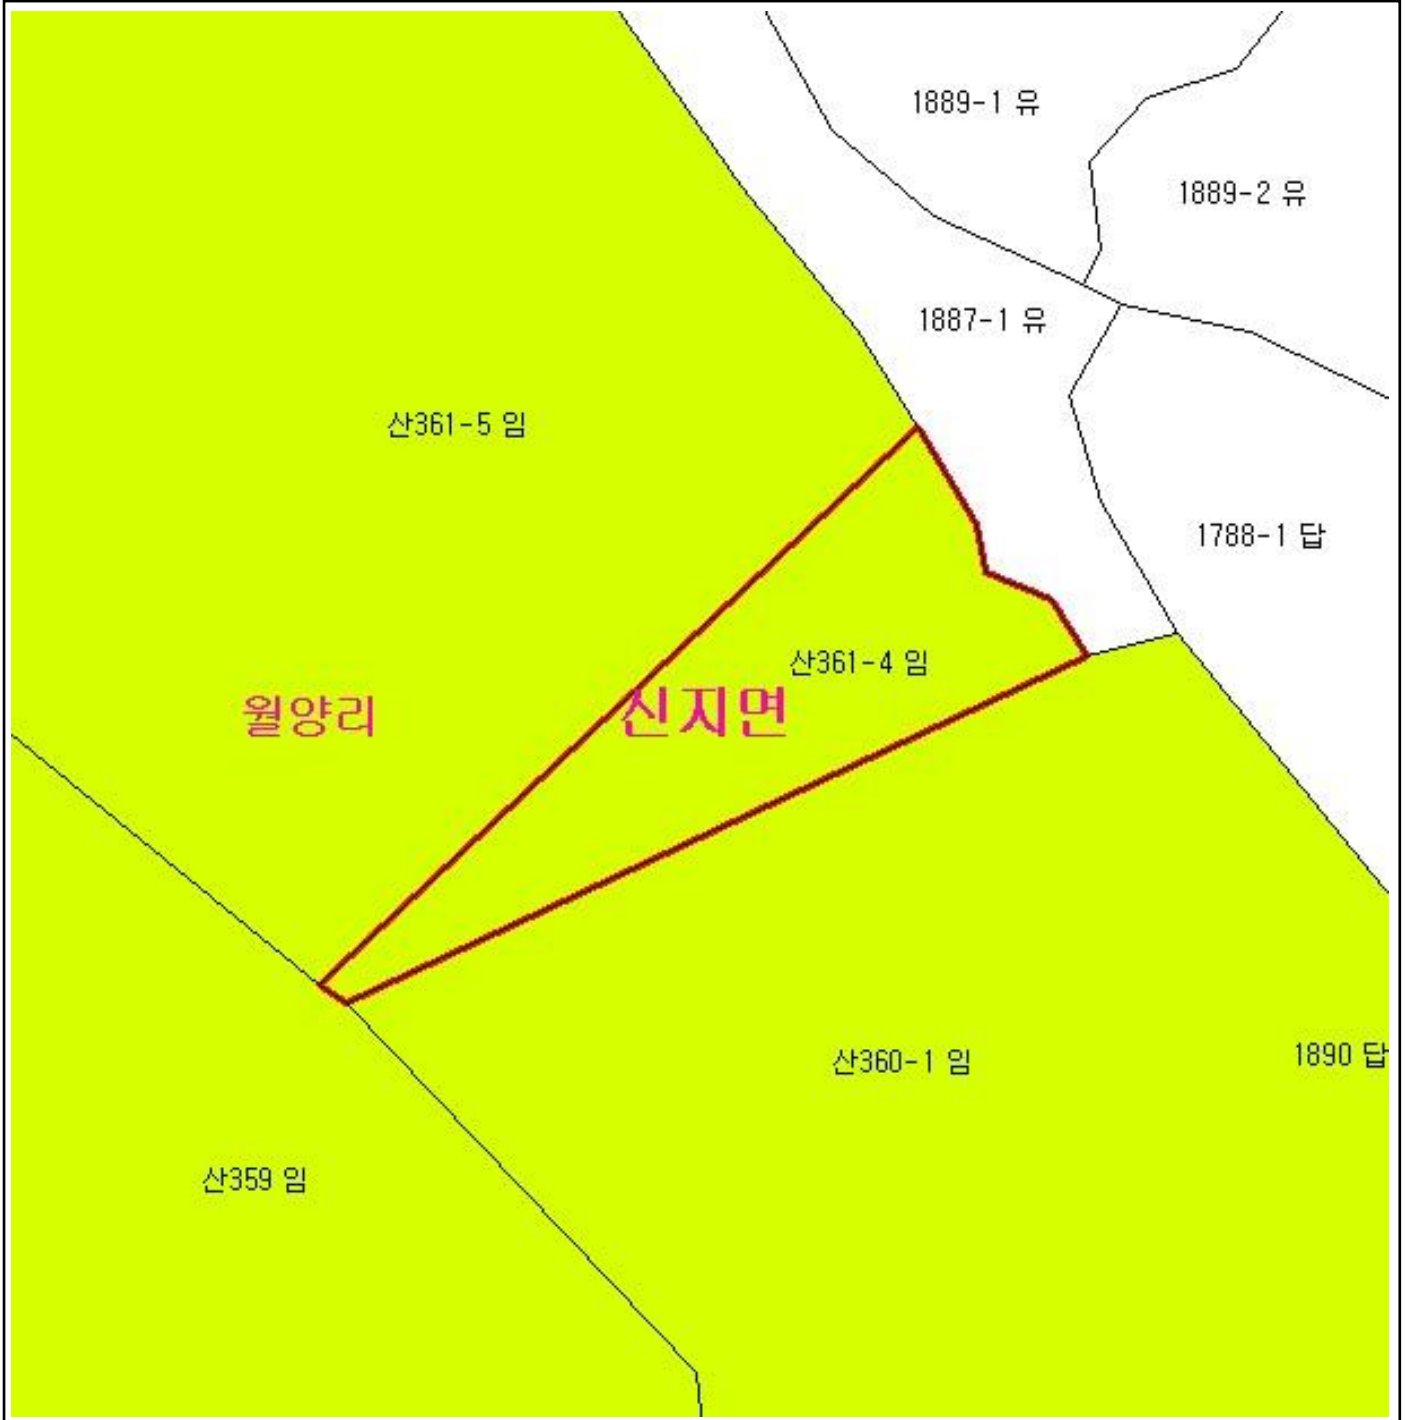 1889-1 유
1889-2 유
1887-1 유
산361-5 임
1788-1 답
산361-4 임
월양리
신지면
산360-1 임
1890 답
산359 임